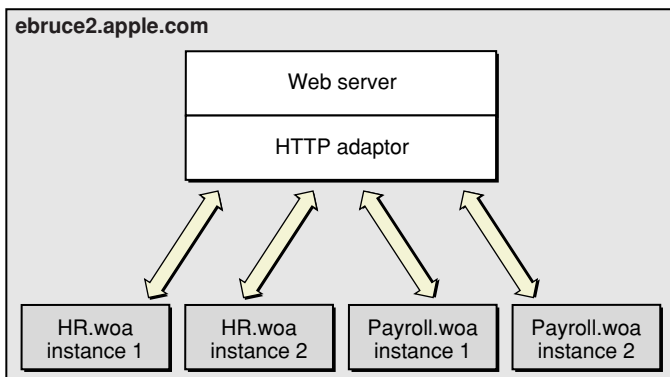 ebruce2.apple.com
Web server
HTTP adaptor
HR.woa
instance 1
HR.woa
instance 2
Payroll.woa
instance 1
Payroll.woa
instance 2